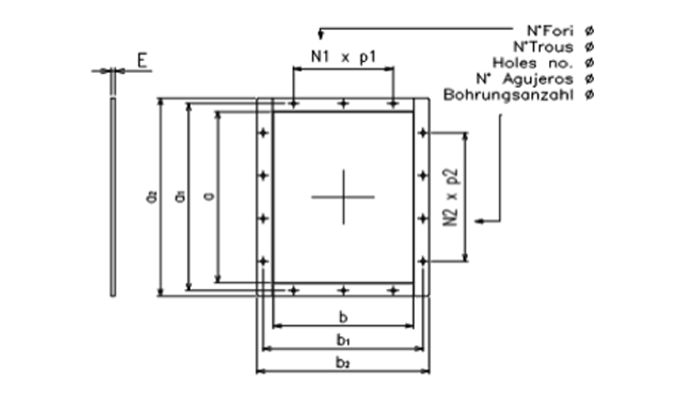 N°Fori ø
N°Trous ø
Holes no. ø
N° Agujeros ø
Bohrungsanzahl ø
N1 x p1
E
a2
a1
a
N2 x p2
b
b1
b2